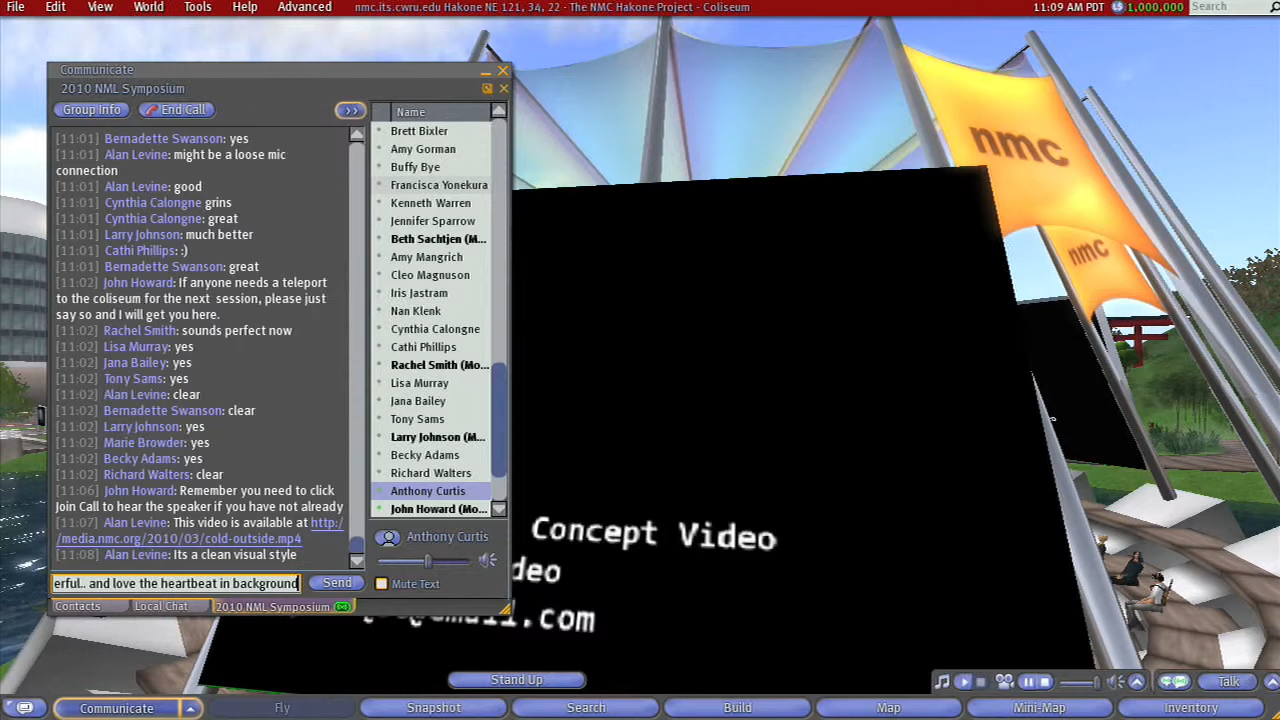 File Edit View World Tools Help Advanced nmc.its.cwru.edu Hakone NE 121, 34, 22 - The NMC Hakone Project - Coliseum 11:09 AM PDT L$ 1,000,000 Search
Communicate
2010 NML Symposium
Group Info End Call >>
[11:01] Bernadette Swanson: yes
[11:01] Alan Levine: might be a loose mic
connection
[11:01] Alan Levine: good
[11:01] Cynthia Calongne grins
[11:01] Cynthia Calongne: great
[11:01] Larry Johnson: much better
[11:01] Cathi Phillips: :)
[11:01] Bernadette Swanson: great
[11:02] John Howard: If anyone needs a teleport
to the coliseum for the next session, please just
say so and I will get you here.
[11:02] Rachel Smith: sounds perfect now
[11:02] Lisa Murray: yes
[11:02] Jana Bailey: yes
[11:02] Tony Sams: yes
[11:02] Alan Levine: clear
[11:02] Bernadette Swanson: clear
[11:02] Larry Johnson: yes
[11:02] Marie Browder: yes
[11:02] Becky Adams: yes
[11:02] Richard Walters: clear
[11:06] John Howard: Remember you need to click
Join Call to hear the speaker if you have not already
[11:07] Alan Levine: This video is available at http:/
/media.nmc.org/2010/03/cold-outside.mp4
[11:08] Alan Levine: Its a clean visual style
erful.. and love the heartbeat in background Send
Contacts Local Chat 2010 NML Symposium
Name
Brett Bixler
Amy Gorman
Buffy Bye
Francisca Yonekura
Kenneth Warren
Jennifer Sparrow
Beth Sachtjen (M...
Amy Mangrich
Cleo Magnuson
Iris Jastram
Nan Klenk
Cynthia Calongne
Cathi Phillips
Rachel Smith (Mo...
Lisa Murray
Jana Bailey
Tony Sams
Larry Johnson (M...
Becky Adams
Richard Walters
Anthony Curtis
John Howard (Mo...
Anthony Curtis
Mute Text
nmc
nmc
Concept Video
deo
ail.com
Stand Up
Talk
Communicate Fly Snapshot Search Build Map Mini-Map Inventory